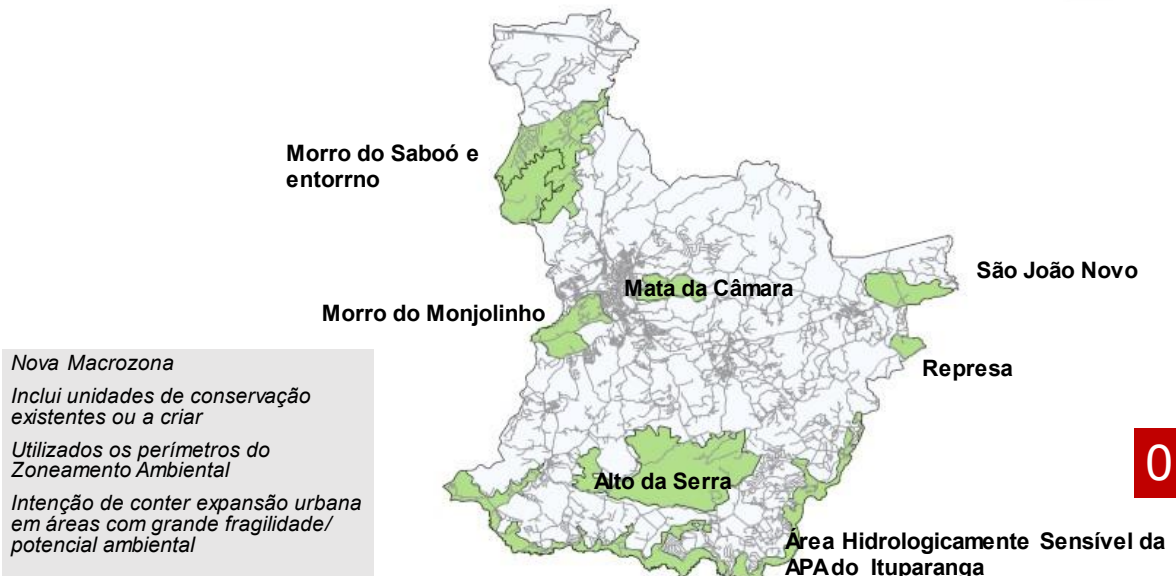 Morro do Saboó e
entorrno
São João Novo
Mata da Câmara
Morro do Monjolinho
Represa
Nova Macrozona
Inclui unidades de conservação
existentes ou a criar
Utilizados os perímetros do
Zoneamento Ambiental
Intenção de conter expansão urbana
em áreas com grande fragilidade/
potencial ambiental
0
Alto da Serra
Área Hidrologicamente Sensível da
APA do Ituparanga